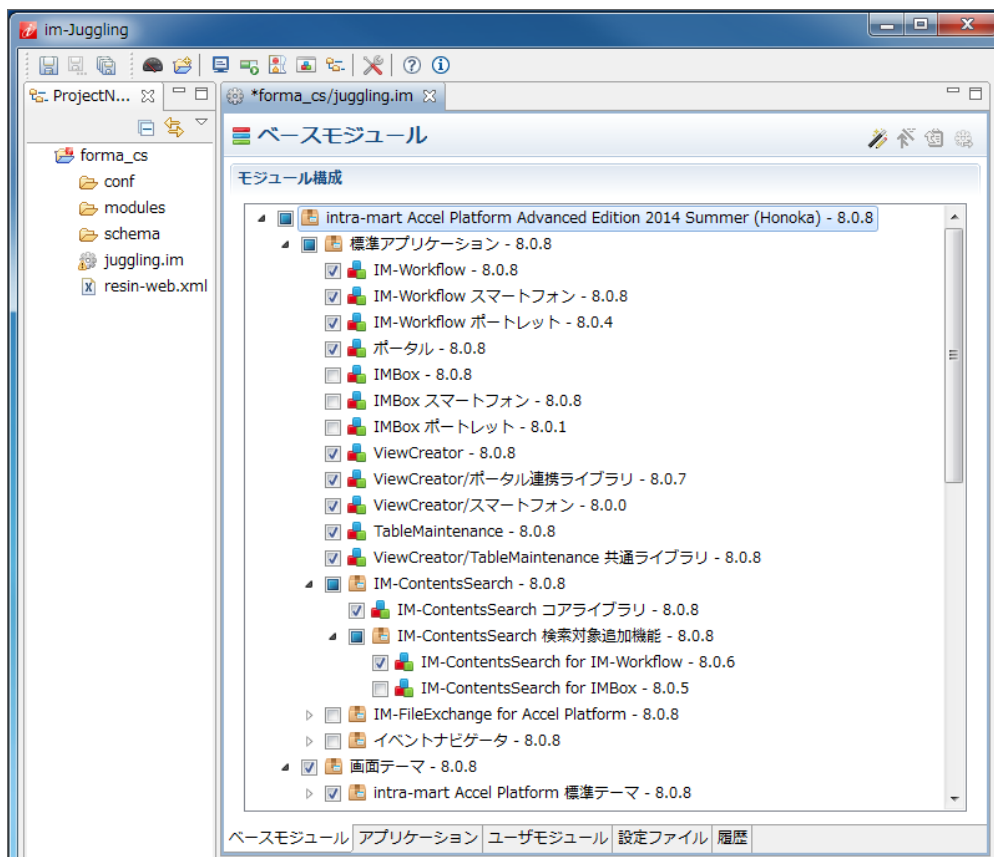 im-Juggling
ProjectN...
*forma_cs/juggling.im
forma_cs
conf
modules
schema
juggling.im
resin-web.xml
ベースモジュール
モジュール構成
intra-mart Accel Platform Advanced Edition 2014 Summer (Honoka) - 8.0.8
標準アプリケーション - 8.0.8
IM-Workflow - 8.0.8
IM-Workflow スマートフォン - 8.0.8
IM-Workflow ポートレット - 8.0.4
ポータル - 8.0.8
IMBox - 8.0.8
IMBox スマートフォン - 8.0.8
IMBox ポートレット - 8.0.1
ViewCreator - 8.0.8
ViewCreator/ポータル連携ライブラリ - 8.0.7
ViewCreator/スマートフォン - 8.0.0
TableMaintenance - 8.0.8
ViewCreator/TableMaintenance 共通ライブラリ - 8.0.8
IM-ContentsSearch - 8.0.8
IM-ContentsSearch コアライブラリ - 8.0.8
IM-ContentsSearch 検索対象追加機能 - 8.0.8
IM-ContentsSearch for IM-Workflow - 8.0.6
IM-ContentsSearch for IMBox - 8.0.5
IM-FileExchange for Accel Platform - 8.0.8
イベントナビゲータ - 8.0.8
画面テーマ - 8.0.8
intra-mart Accel Platform 標準テーマ - 8.0.8
ベースモジュール アプリケーション ユーザモジュール 設定ファイル 履歴